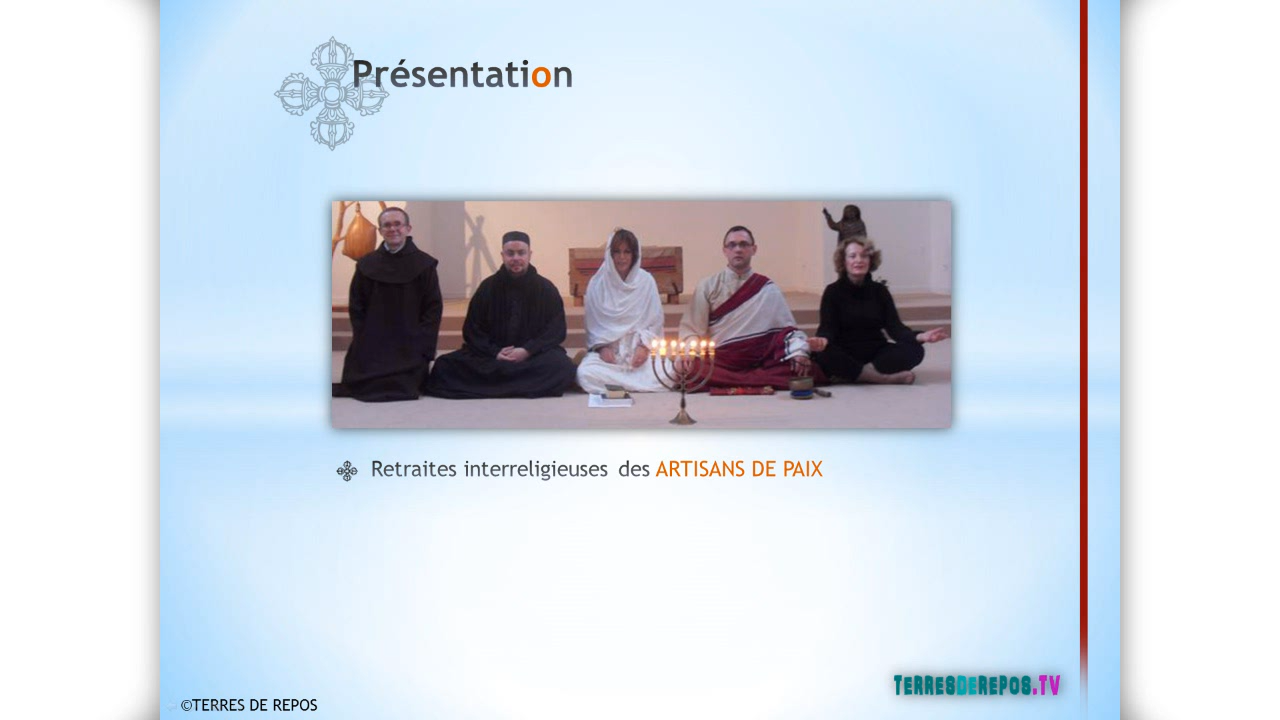 Présentation
Retraites interreligieuses des ARTISANS DE PAIX
TERRESDEREPOS.TV
©TERRES DE REPOS